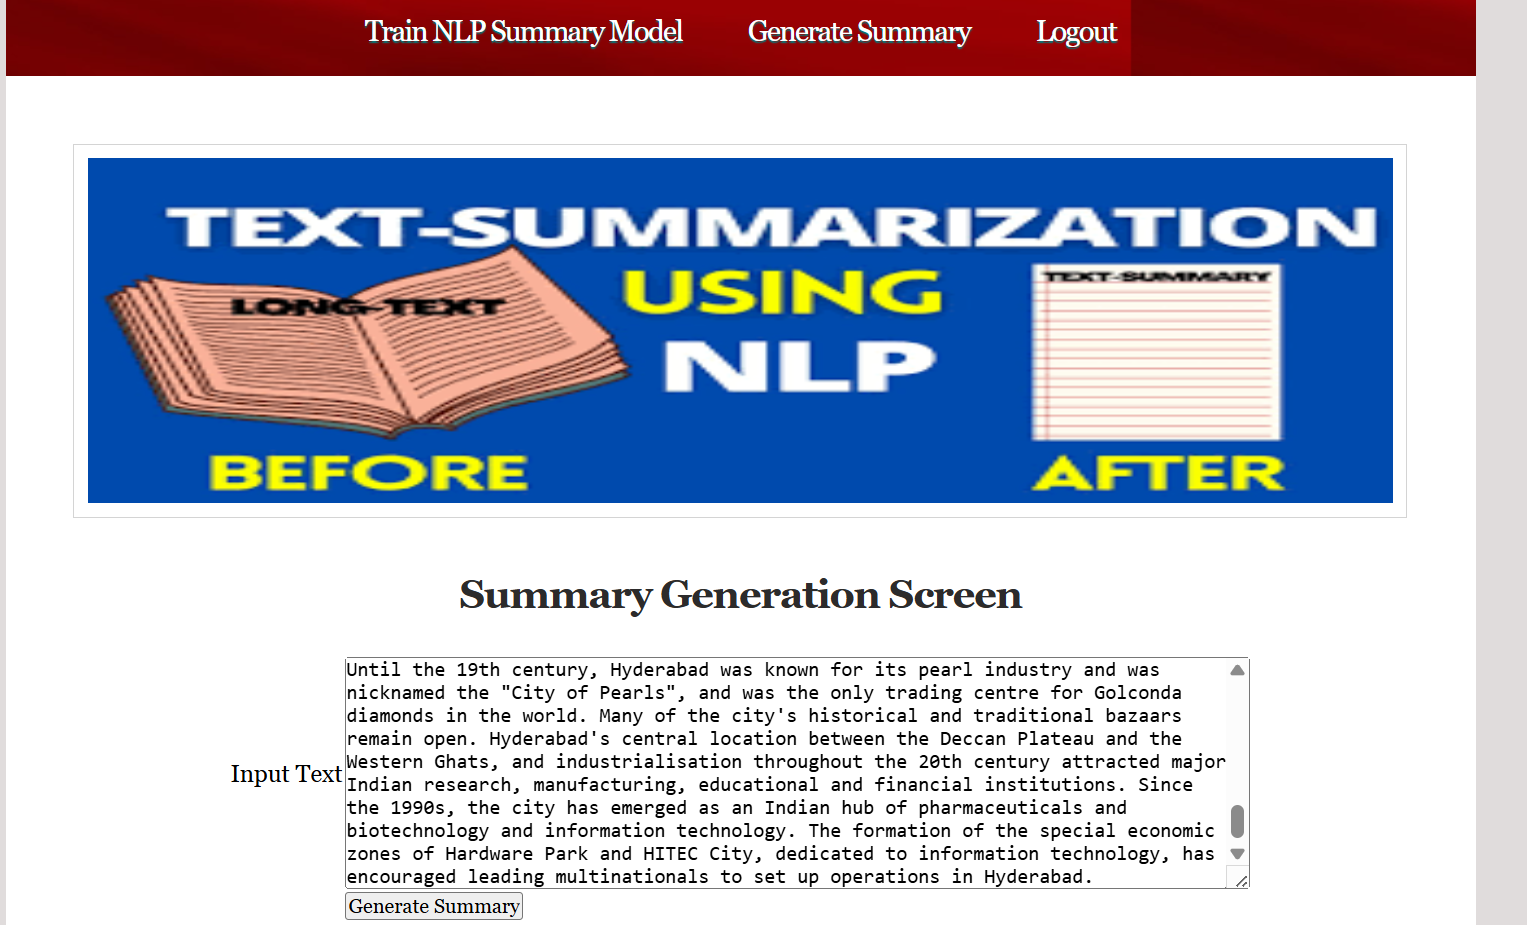 Train NLP Summary Model Generate Summary Logout
TEXT-SUMMARIZATION
USING
NLP
LONG-TEXT
TEXT-SUMMARY
BEFORE
AFTER
Summary Generation Screen
Input Text
Until the 19th century, Hyderabad was known for its pearl industry and was
nicknamed the "City of Pearls", and was the only trading centre for Golconda
diamonds in the world. Many of the city's historical and traditional bazaars
remain open. Hyderabad's central location between the Deccan Plateau and the
Western Ghats, and industrialisation throughout the 20th century attracted major
Indian research, manufacturing, educational and financial institutions. Since
the 1990s, the city has emerged as an Indian hub of pharmaceuticals and
biotechnology and information technology. The formation of the special economic
zones of Hardware Park and HITEC City, dedicated to information technology, has
encouraged leading multinationals to set up operations in Hyderabad.
Generate Summary